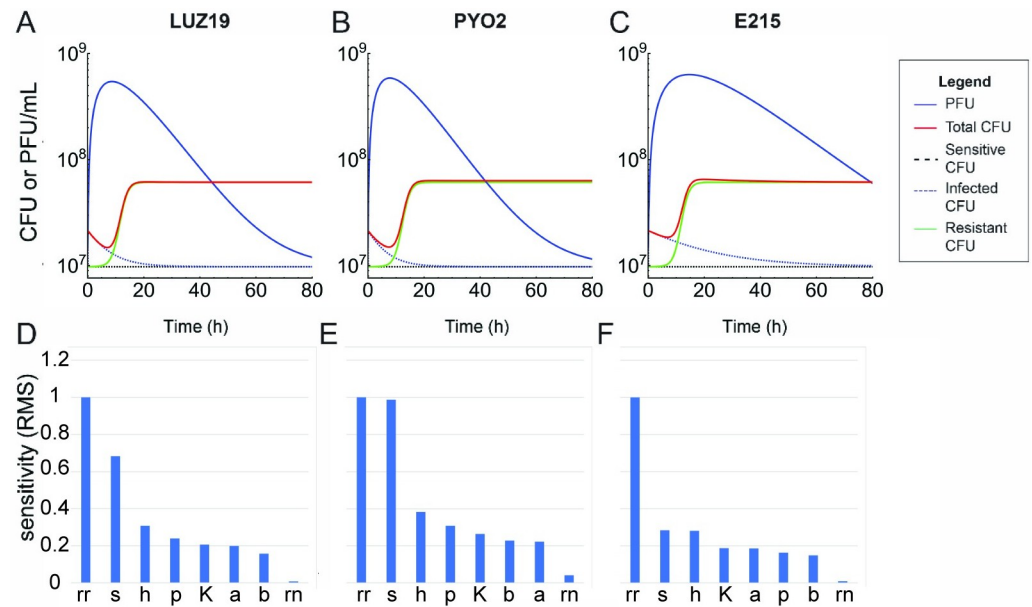 A LUZ19 B PYO2 C E215
CFU or PFU/mL
10⁹
10⁸
10⁷
0 20 40 60 80
Time (h)
10⁹
10⁸
10⁷
0 20 40 60 80
Time (h)
10⁹
10⁸
10⁷
0 20 40 60 80
Time (h)
Legend
PFU
Total CFU
Sensitive
CFU
Infected
CFU
Resistant
CFU
D E F
sensitivity (RMS)
1.2
1
0.8
0.6
0.4
0.2
0
rr s h p K a b rn
rr s h p K b a rn
rr s h K a p b rn